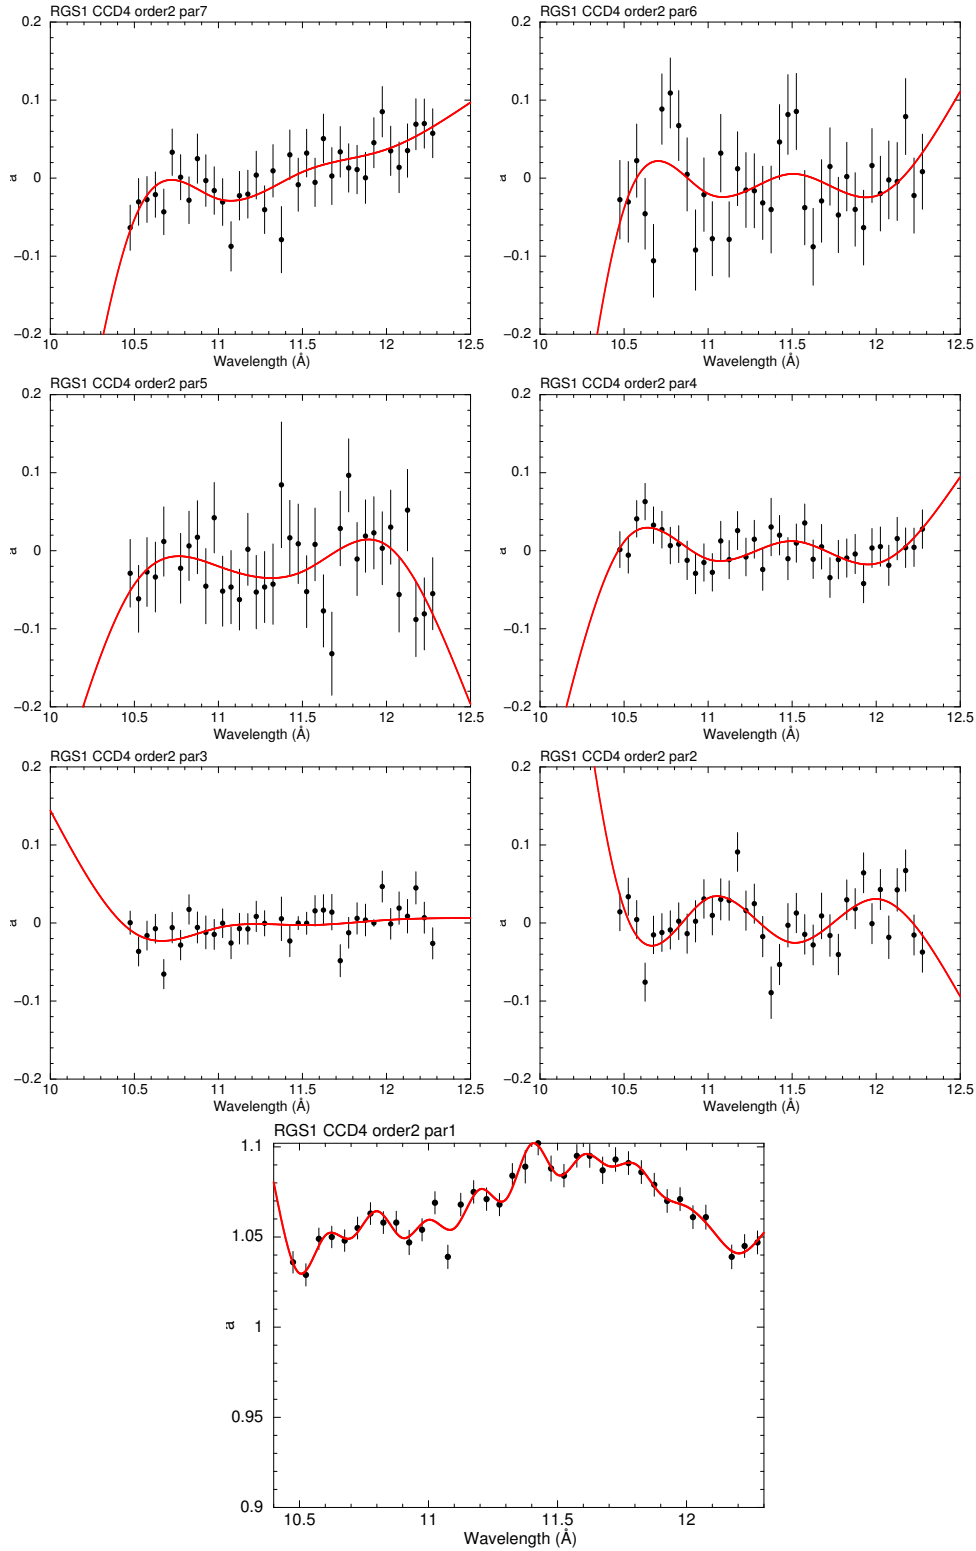 RGS1 CCD4 order2 par7
0.2
0.1
0
−0.1
−0.2
a
10 10.5 11 11.5 12 12.5
Wavelength (Å)
RGS1 CCD4 order2 par6
0.2
0.1
0
−0.1
−0.2
a
10 10.5 11 11.5 12 12.5
Wavelength (Å)
RGS1 CCD4 order2 par5
0.2
0.1
0
−0.1
−0.2
a
10 10.5 11 11.5 12 12.5
Wavelength (Å)
RGS1 CCD4 order2 par4
0.2
0.1
0
−0.1
−0.2
a
10 10.5 11 11.5 12 12.5
Wavelength (Å)
RGS1 CCD4 order2 par3
0.2
0.1
0
−0.1
−0.2
a
10 10.5 11 11.5 12 12.5
Wavelength (Å)
RGS1 CCD4 order2 par2
0.2
0.1
0
−0.1
−0.2
a
10 10.5 11 11.5 12 12.5
Wavelength (Å)
RGS1 CCD4 order2 par1
1.1
1.05
1
0.95
0.9
a
10.5 11 11.5 12
Wavelength (Å)